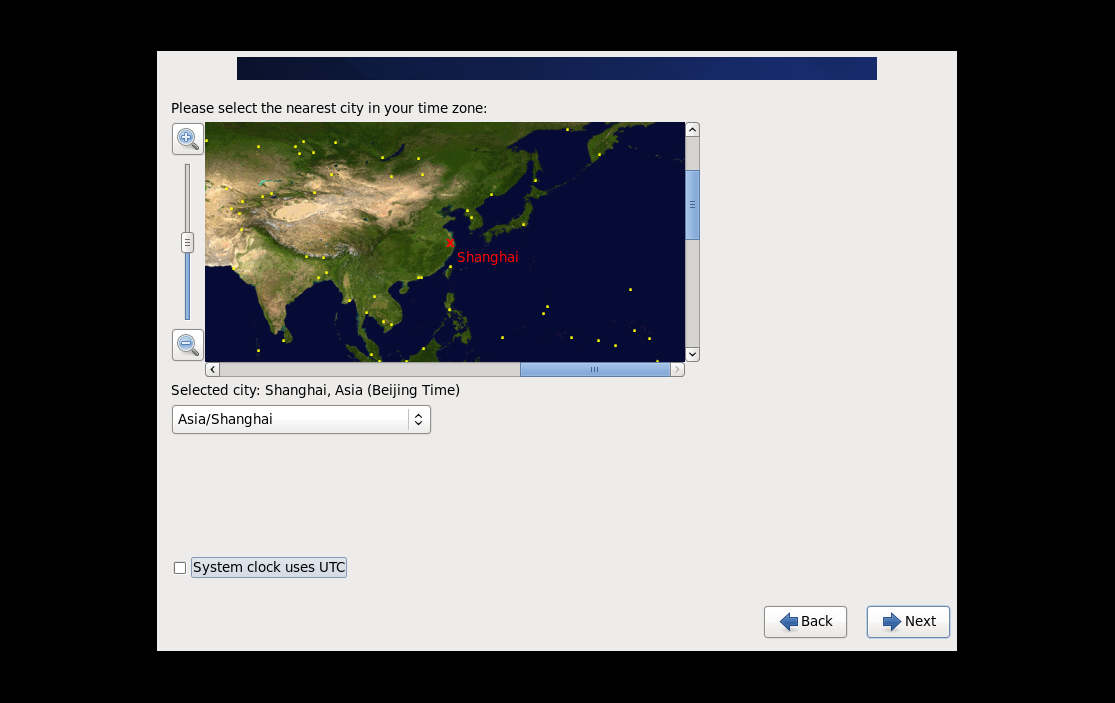 Please select the nearest city in your time zone:
Shanghai
Selected city: Shanghai, Asia (Beijing Time)
Asia/Shanghai
System clock uses UTC
Back
Next